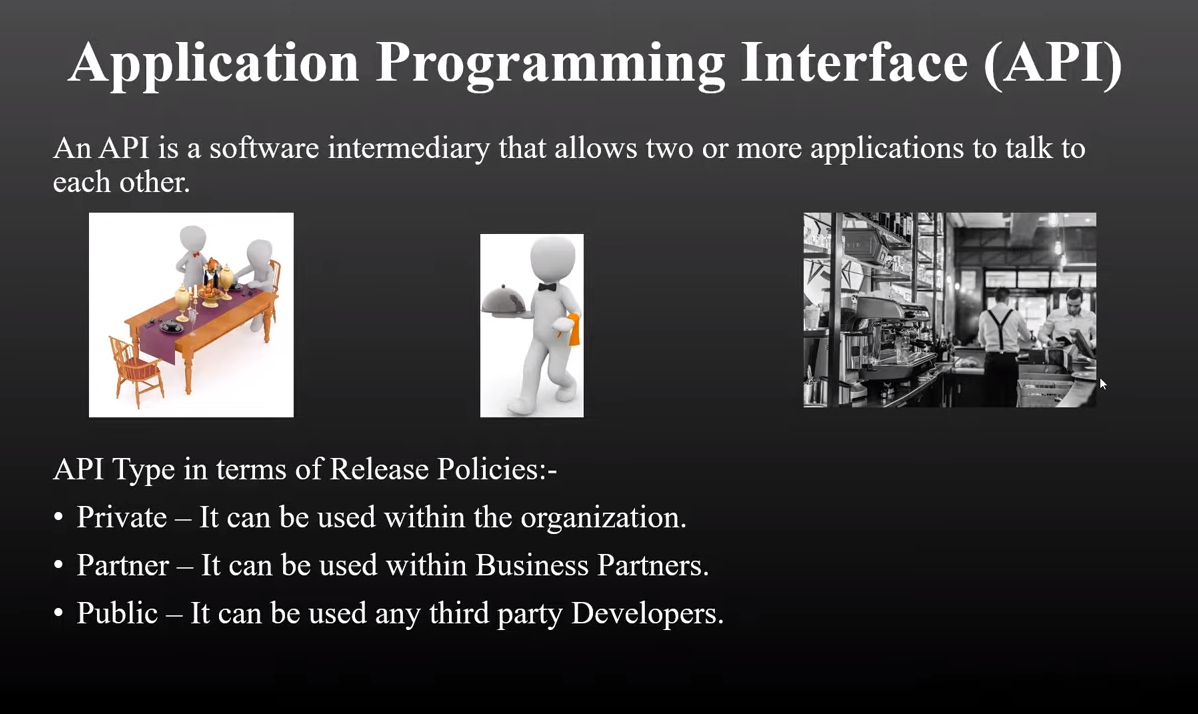 Application Programming Interface (API)
An API is a software intermediary that allows two or more applications to talk to
each other.
API Type in terms of Release Policies:-
• Private – It can be used within the organization.
• Partner – It can be used within Business Partners.
• Public – It can be used any third party Developers.